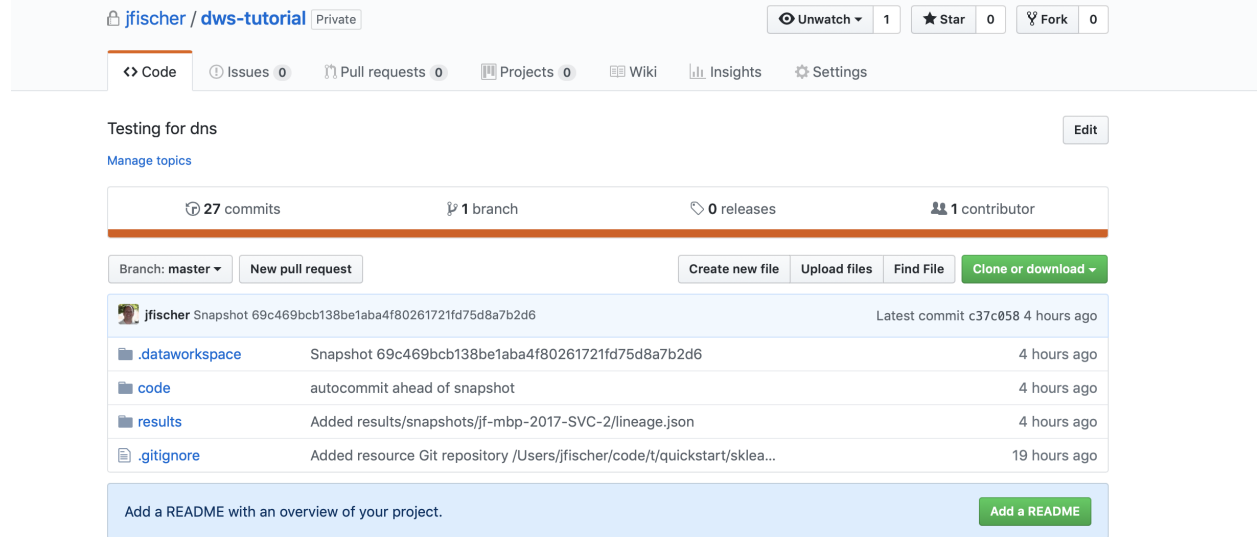 jfischer / dws-tutorial Private Unwatch 1 Star 0 Fork 0
Code Issues 0 Pull requests 0 Projects 0 Wiki Insights Settings
Testing for dns Edit
Manage topics
27 commits 1 branch 0 releases 1 contributor
Branch: master New pull request Create new file Upload files Find File Clone or download
jfischer Snapshot 69c469bcb138be1aba4f80261721fd75d8a7b2d6 Latest commit c37c058 4 hours ago
.dataworkspace Snapshot 69c469bcb138be1aba4f80261721fd75d8a7b2d6 4 hours ago
code autocommit ahead of snapshot 4 hours ago
results Added results/snapshots/jf-mbp-2017-SVC-2/lineage.json 4 hours ago
.gitignore Added resource Git repository /Users/jfischer/code/t/quickstart/sklea... 19 hours ago
Add a README with an overview of your project. Add a README